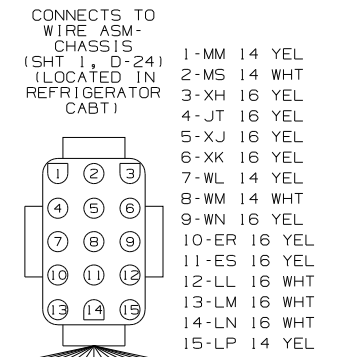 CONNECTS TO
WIRE ASM-
CHASSIS
(SHT 1, D-24)
(LOCATED IN
REFRIGERATOR
CABT)
1-MM 14 YEL
2-MS 14 WHT
3-XH 16 YEL
4-JT 16 YEL
5-XJ 16 YEL
6-XK 16 YEL
7-WL 14 YEL
8-WM 14 WHT
9-WN 16 YEL
10-ER 16 YEL
11-ES 16 YEL
12-LL 16 WHT
13-LM 16 WHT
14-LN 16 WHT
15-LP 14 YEL
1 2 3
4 5 6
7 8 9
10 11 12
13 14 15